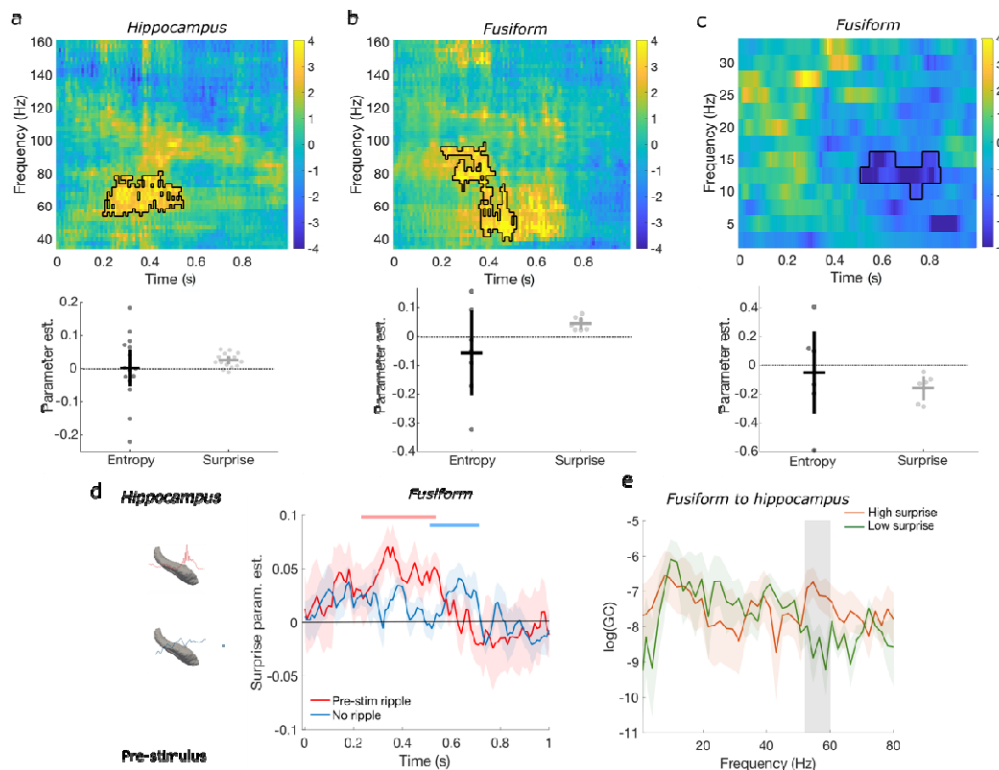 a
Hippocampus
b
Fusiform
c
Fusiform
Frequency (Hz)
160
140
120
100
80
60
40
0 0.2 0.4 0.6 0.8
Time (s)
4
3
2
1
0
-1
-2
-3
-4
Frequency (Hz)
160
140
120
100
80
60
40
0 0.2 0.4 0.6 0.8
Time (s)
4
3
2
1
0
-1
-2
-3
-4
Frequency (Hz)
30
25
20
15
10
5
0 0.2 0.4 0.6 0.8
Time (s)
4
3
2
1
0
-1
-2
-3
-4
Parameter est.
0.2
0.1
0
-0.1
-0.2
Entropy Surprise
Parameter est.
0.1
0
-0.1
-0.2
-0.3
-0.4
Entropy Surprise
Parameter est.
0.4
0.2
0
-0.2
-0.4
-0.6
Entropy Surprise
d
Hippocampus
Pre-stimulus
Fusiform
Surprise param. est.
0.1
0.05
0
-0.05
-0.1
Pre-stim ripple
No ripple
0 0.2 0.4 0.6 0.8 1
Time (s)
e
Fusiform to hippocampus
High surprise
Low surprise
log(GC)
-5
-6
-7
-8
-9
-10
-11
20 40 60 80
Frequency (Hz)